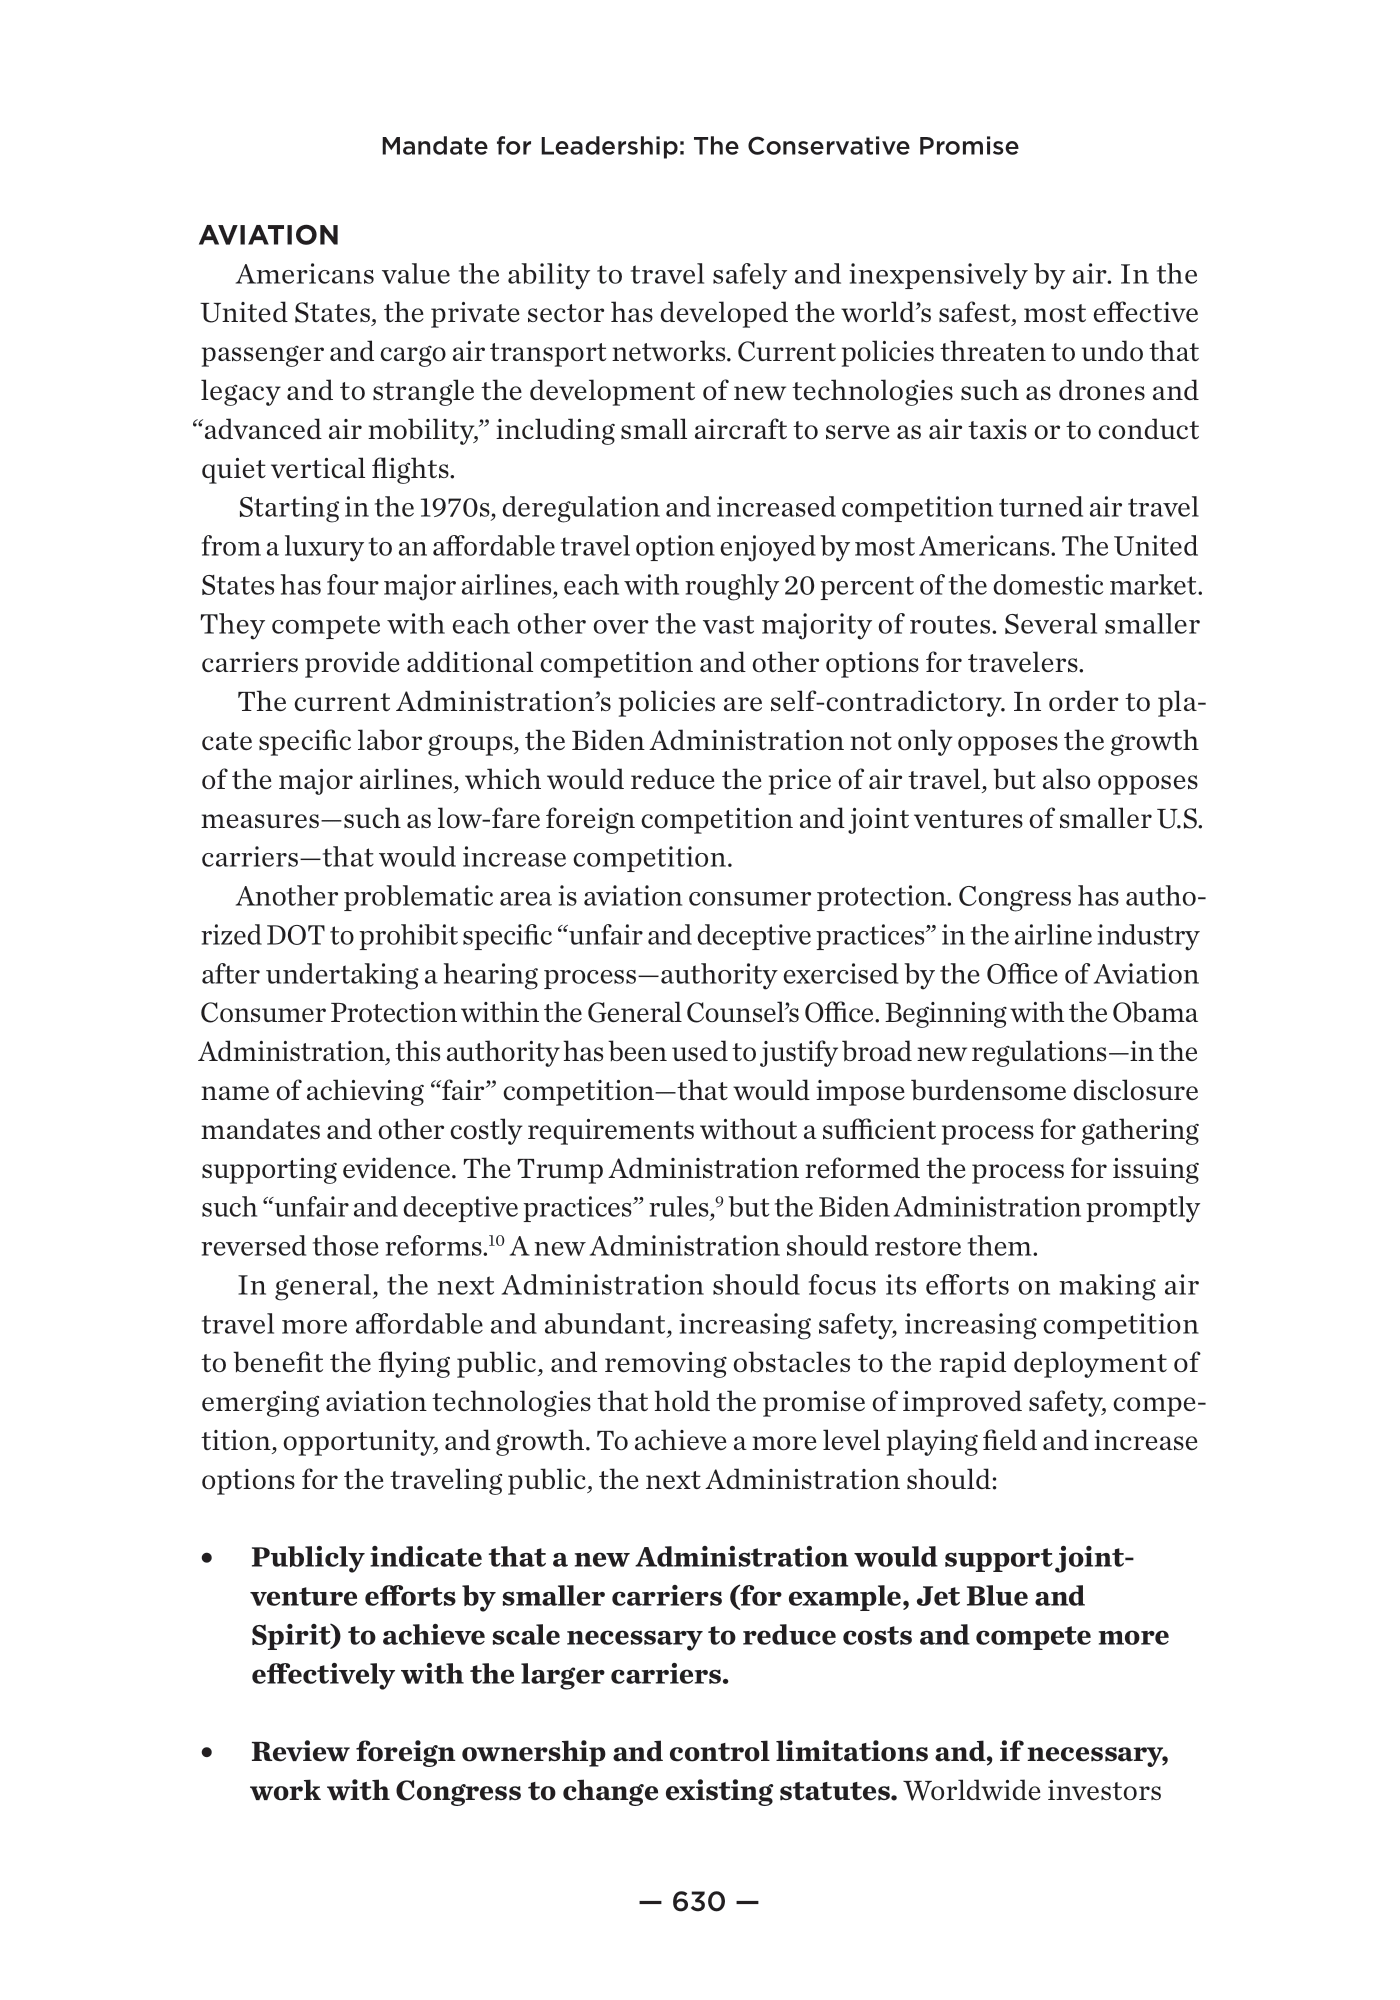 Mandate for Leadership: The Conservative Promise
AVIATION
Americans value the ability to travel safely and inexpensively by air. In the
United States, the private sector has developed the world’s safest, most effective
passenger and cargo air transport networks. Current policies threaten to undo that
legacy and to strangle the development of new technologies such as drones and
“advanced air mobility,” including small aircraft to serve as air taxis or to conduct
quiet vertical flights.
Starting in the 1970s, deregulation and increased competition turned air travel
from a luxury to an affordable travel option enjoyed by most Americans. The United
States has four major airlines, each with roughly 20 percent of the domestic market.
They compete with each other over the vast majority of routes. Several smaller
carriers provide additional competition and other options for travelers.
The current Administration’s policies are self-contradictory. In order to pla-
cate specific labor groups, the Biden Administration not only opposes the growth
of the major airlines, which would reduce the price of air travel, but also opposes
measures—such as low-fare foreign competition and joint ventures of smaller U.S.
carriers—that would increase competition.
Another problematic area is aviation consumer protection. Congress has autho-
rized DOT to prohibit specific “unfair and deceptive practices” in the airline industry
after undertaking a hearing process—authority exercised by the Office of Aviation
Consumer Protection within the General Counsel’s Office. Beginning with the Obama
Administration, this authority has been used to justify broad new regulations—in the
name of achieving “fair” competition—that would impose burdensome disclosure
mandates and other costly requirements without a sufficient process for gathering
supporting evidence. The Trump Administration reformed the process for issuing
such “unfair and deceptive practices” rules,⁹ but the Biden Administration promptly
reversed those reforms.¹⁰ A new Administration should restore them.
In general, the next Administration should focus its efforts on making air
travel more affordable and abundant, increasing safety, increasing competition
to benefit the flying public, and removing obstacles to the rapid deployment of
emerging aviation technologies that hold the promise of improved safety, compe-
tition, opportunity, and growth. To achieve a more level playing field and increase
options for the traveling public, the next Administration should:
• Publicly indicate that a new Administration would support joint-
venture efforts by smaller carriers (for example, Jet Blue and
Spirit) to achieve scale necessary to reduce costs and compete more
effectively with the larger carriers.
• Review foreign ownership and control limitations and, if necessary,
work with Congress to change existing statutes. Worldwide investors
— 630 —